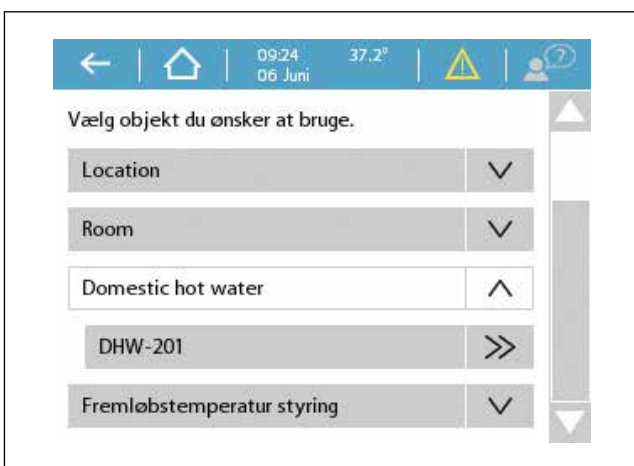 09:24 37.2°
06 Juni
?
Vælg objekt du ønsker at bruge.
Location
Room
Domestic hot water
DHW-201
Fremløbstemperatur styring